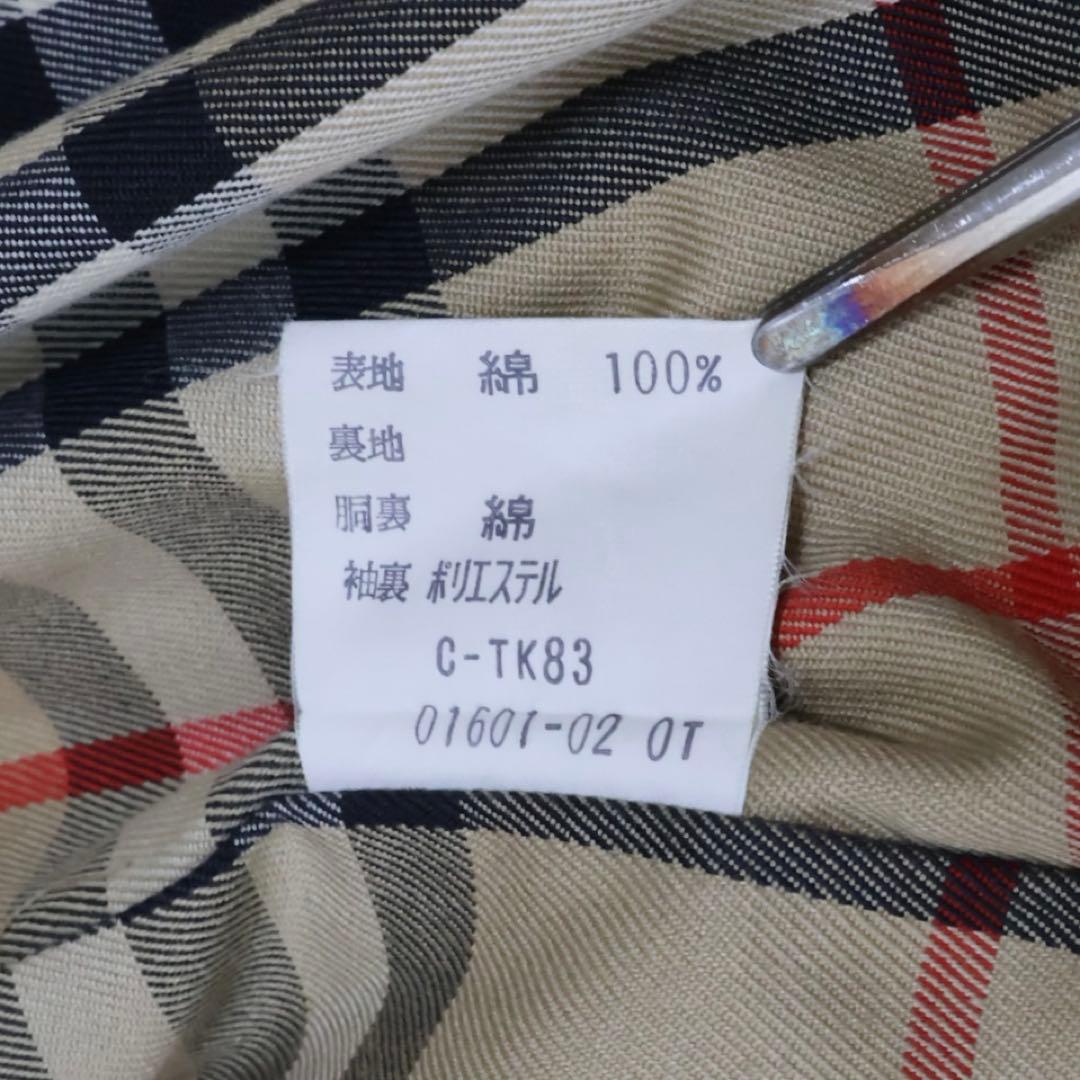 表地 綿 100%
裏地
胴裏 綿
袖裏 ポリエステル
C-TK83
01601-02 0T